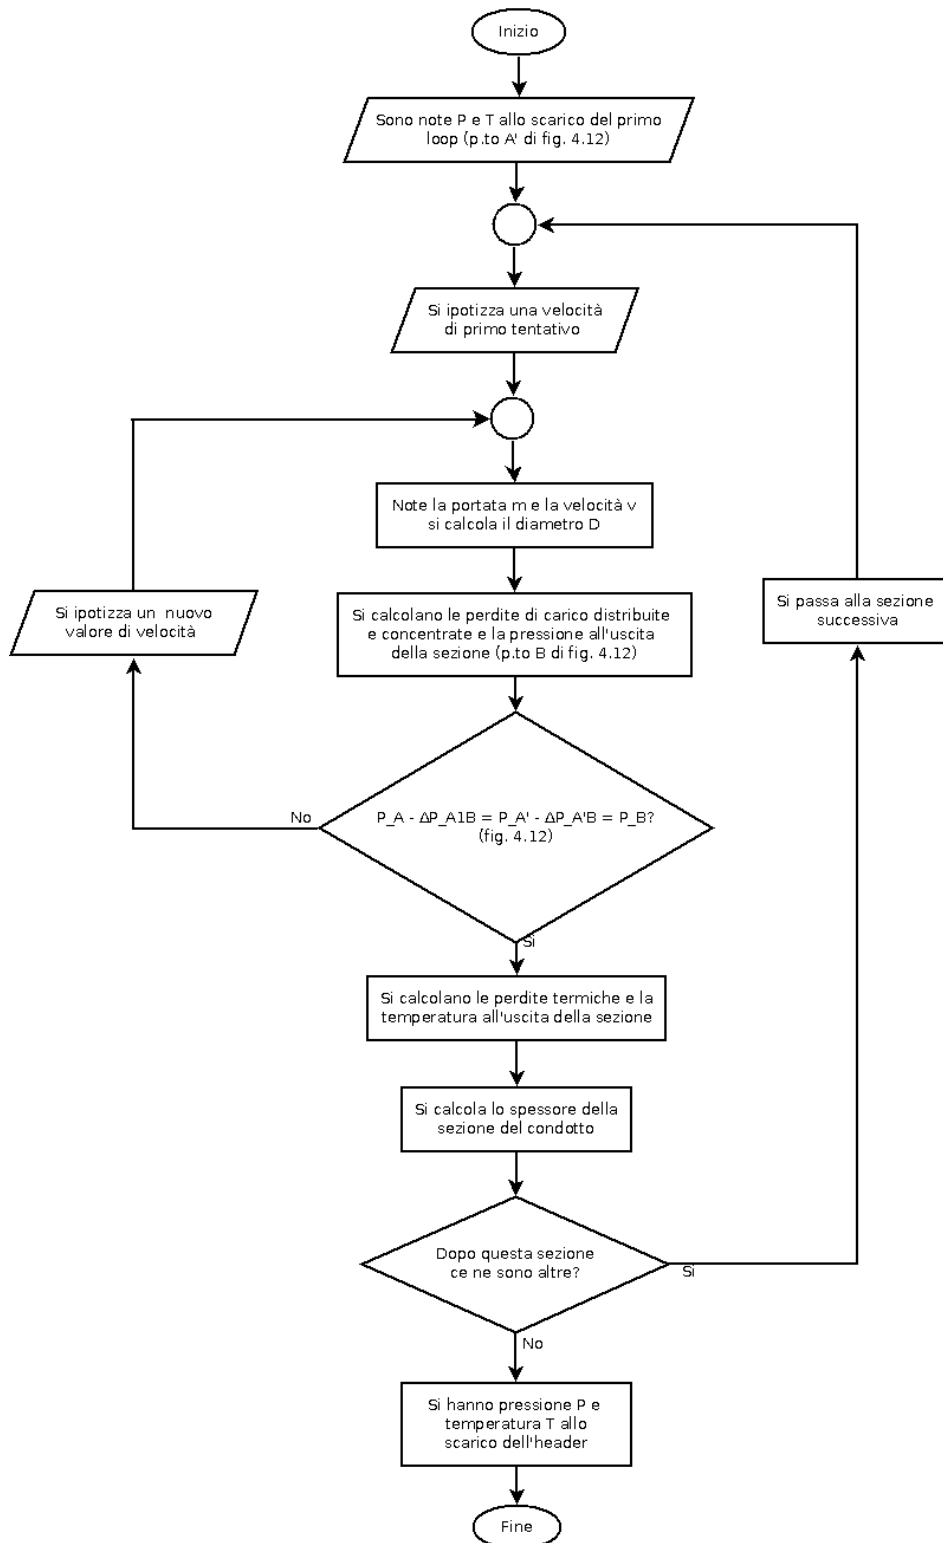 Inizio
Sono note P e T allo scarico del primo
loop (p.to A' di fig. 4.12)
Si ipotizza una velocità
di primo tentativo
Note la portata m e la velocità v
si calcola il diametro D
Si ipotizza un nuovo
valore di velocità
Si calcolano le perdite di carico distribuite
e concentrate e la pressione all'uscita
della sezione (p.to B di fig. 4.12)
Si passa alla sezione
successiva
No
P_A - ΔP_A1B = P_A' - ΔP_A'B = P_B?
(fig. 4.12)
Si
Si calcolano le perdite termiche e la
temperatura all'uscita della sezione
Si calcola lo spessore della
sezione del condotto
Dopo questa sezione
ce ne sono altre?
Si
No
Si hanno pressione P e
temperatura T allo
scarico dell'header
Fine